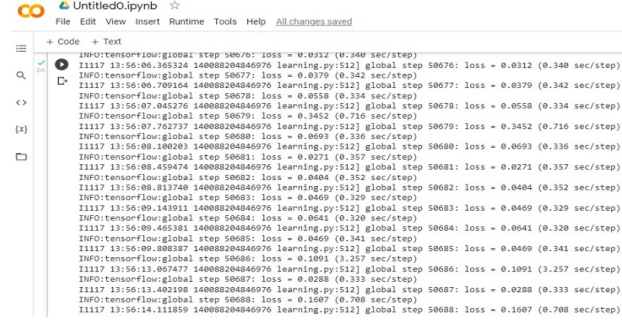 CO Untitled0.ipynb
File Edit View Insert Runtime Tools Help All changes saved
+ Code + Text
INFO:tensorflow:global step 50676: loss = 0.0312 (0.340 sec/step)
I1117 13:56:06.365324 140088204846976 learning.py:512] global step 50676: loss = 0.0312 (0.340 sec/step)
INFO:tensorflow:global step 50677: loss = 0.0379 (0.342 sec/step)
I1117 13:56:06.709164 140088204846976 learning.py:512] global step 50677: loss = 0.0379 (0.342 sec/step)
INFO:tensorflow:global step 50678: loss = 0.0558 (0.334 sec/step)
I1117 13:56:07.045276 140088204846976 learning.py:512] global step 50678: loss = 0.0558 (0.334 sec/step)
INFO:tensorflow:global step 50679: loss = 0.3452 (0.716 sec/step)
I1117 13:56:07.762737 140088204846976 learning.py:512] global step 50679: loss = 0.3452 (0.716 sec/step)
INFO:tensorflow:global step 50680: loss = 0.0693 (0.336 sec/step)
I1117 13:56:08.100203 140088204846976 learning.py:512] global step 50680: loss = 0.0693 (0.336 sec/step)
INFO:tensorflow:global step 50681: loss = 0.0271 (0.357 sec/step)
I1117 13:56:08.459474 140088204846976 learning.py:512] global step 50681: loss = 0.0271 (0.357 sec/step)
INFO:tensorflow:global step 50682: loss = 0.0404 (0.352 sec/step)
I1117 13:56:08.813740 140088204846976 learning.py:512] global step 50682: loss = 0.0404 (0.352 sec/step)
INFO:tensorflow:global step 50683: loss = 0.0469 (0.329 sec/step)
I1117 13:56:09.143911 140088204846976 learning.py:512] global step 50683: loss = 0.0469 (0.329 sec/step)
INFO:tensorflow:global step 50684: loss = 0.0641 (0.320 sec/step)
I1117 13:56:09.465381 140088204846976 learning.py:512] global step 50684: loss = 0.0641 (0.320 sec/step)
INFO:tensorflow:global step 50685: loss = 0.0469 (0.341 sec/step)
I1117 13:56:09.808387 140088204846976 learning.py:512] global step 50685: loss = 0.0469 (0.341 sec/step)
INFO:tensorflow:global step 50686: loss = 0.1091 (3.257 sec/step)
I1117 13:56:13.067477 140088204846976 learning.py:512] global step 50686: loss = 0.1091 (3.257 sec/step)
INFO:tensorflow:global step 50687: loss = 0.0288 (0.333 sec/step)
I1117 13:56:13.402198 140088204846976 learning.py:512] global step 50687: loss = 0.0288 (0.333 sec/step)
INFO:tensorflow:global step 50688: loss = 0.1607 (0.708 sec/step)
I1117 13:56:14.111859 140088204846976 learning.py:512] global step 50688: loss = 0.1607 (0.708 sec/step)